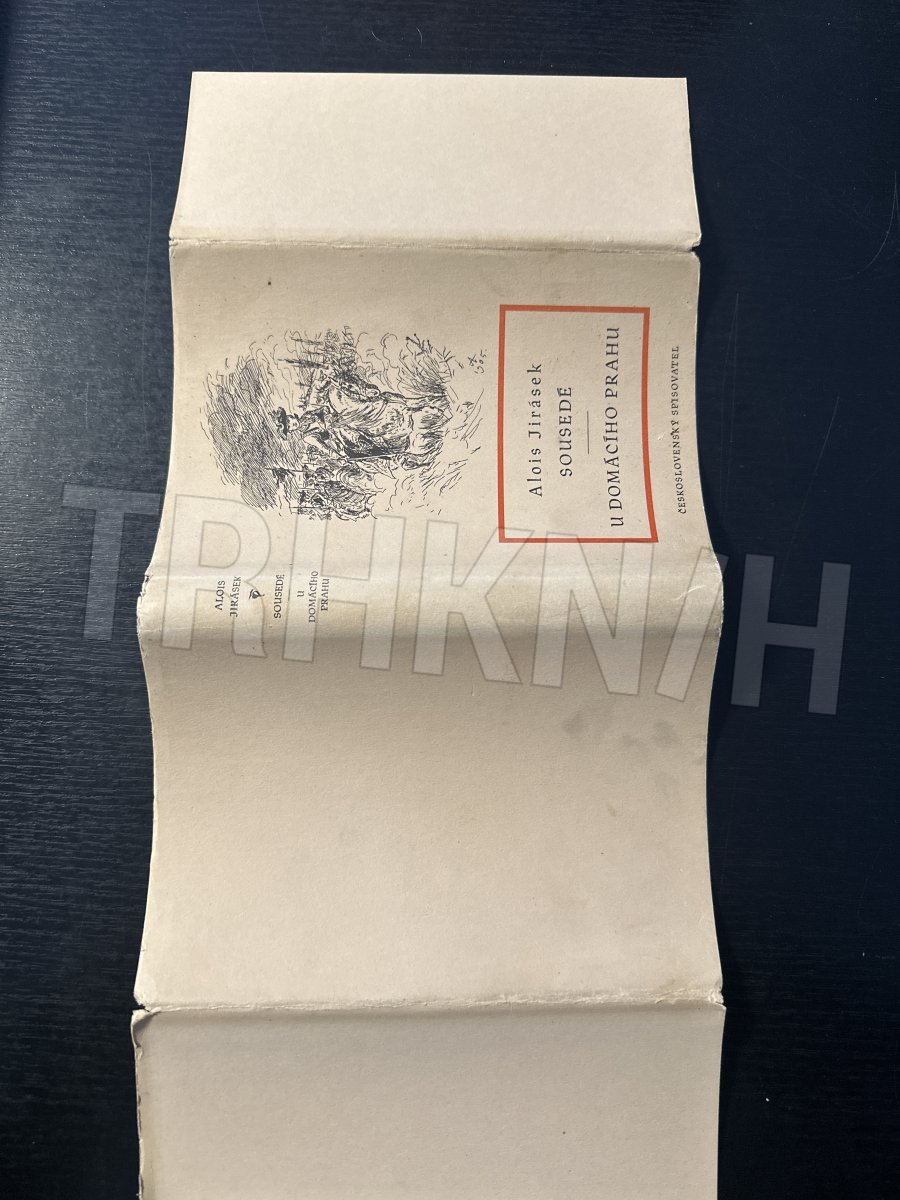 Alois Jirásek
SOUSEDÉ
U DOMÁCÍHO PRAHU
ČESKOSLOVENSKÝ SPISOVATEL
ALOIS
JIRÁSEK
SOUSEDÉ
U
DOMÁCÍHO
PRAHU
TRHKNIH